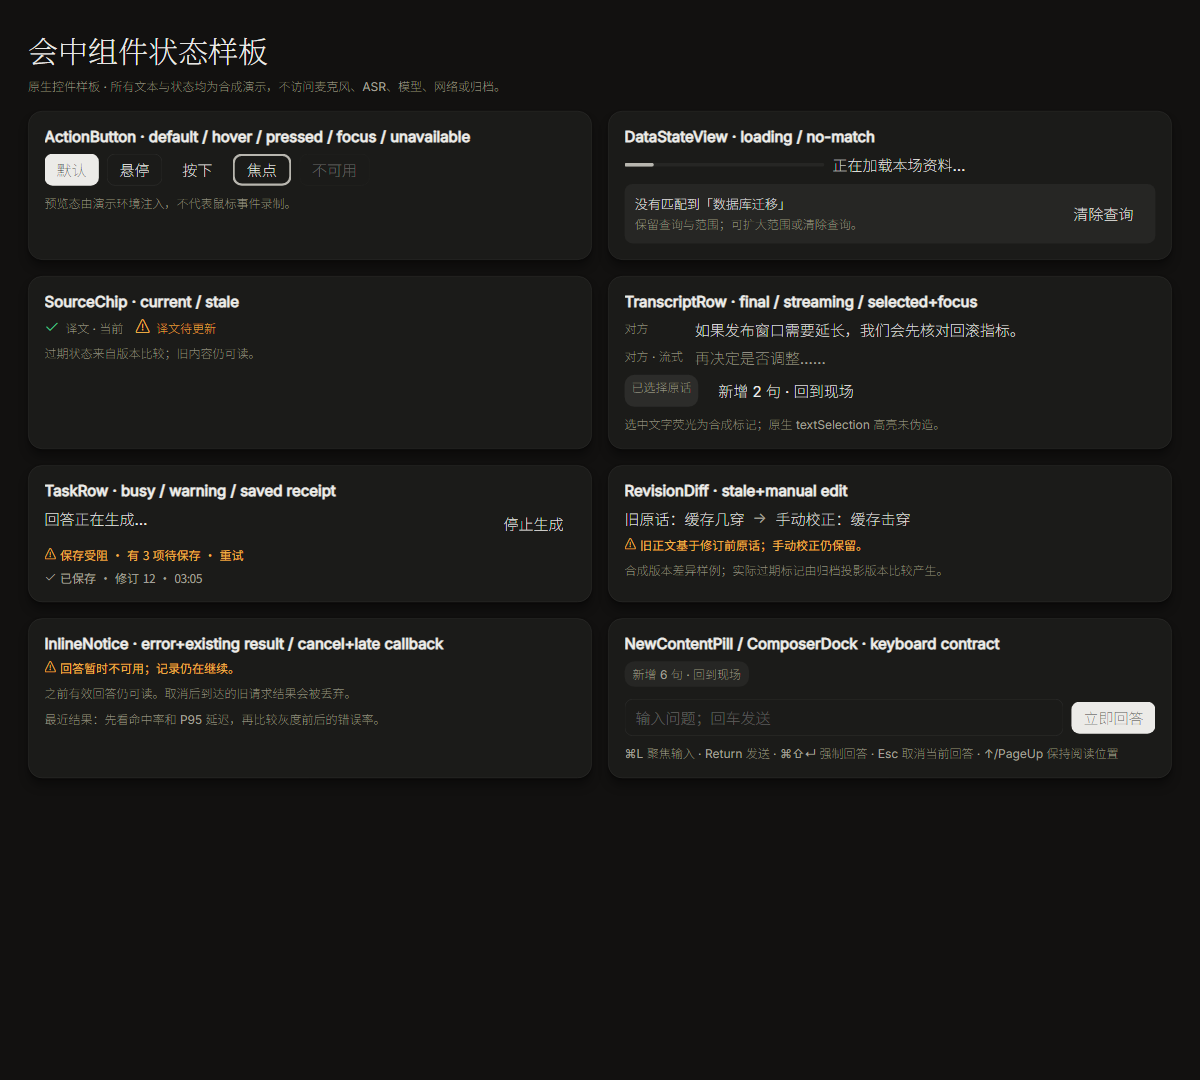 会中组件状态样板
原生控件样板 · 所有文本与状态均为合成演示，不访问麦克风、ASR、模型、网络或归档。
ActionButton · default / hover / pressed / focus / unavailable
默认 悬停 按下 焦点 不可用
预览态由演示环境注入，不代表鼠标事件录制。
DataStateView · loading / no-match
正在加载本场资料...
没有匹配到「数据库迁移」
保留查询与范围；可扩大范围或清除查询。
清除查询
SourceChip · current / stale
译文 · 当前 译文待更新
过期状态来自版本比较；旧内容仍可读。
TranscriptRow · final / streaming / selected+focus
对方 如果发布窗口需要延长，我们会先核对回滚指标。
对方 · 流式 再决定是否调整......
已选择原话 新增 2 句 · 回到现场
选中文字荧光为合成标记；原生 textSelection 高亮未伪造。
TaskRow · busy / warning / saved receipt
回答正在生成...
停止生成
保存受阻 • 有 3 项待保存 • 重试
已保存 • 修订 12 • 03:05
RevisionDiff · stale+manual edit
旧原话：缓存几穿 → 手动校正：缓存击穿
旧正文基于修订前原话；手动校正仍保留。
合成版本差异样例；实际过期标记由归档投影版本比较产生。
InlineNotice · error+existing result / cancel+late callback
回答暂时不可用；记录仍在继续。
之前有效回答仍可读。取消后到达的旧请求结果会被丢弃。
最近结果：先看命中率和 P95 延迟，再比较灰度前后的错误率。
NewContentPill / ComposerDock · keyboard contract
新增 6 句 · 回到现场
输入问题；回车发送
立即回答
⌘L 聚焦输入 · Return 发送 · ⌘⇧↩ 强制回答 · Esc 取消当前回答 · ↑/PageUp 保持阅读位置